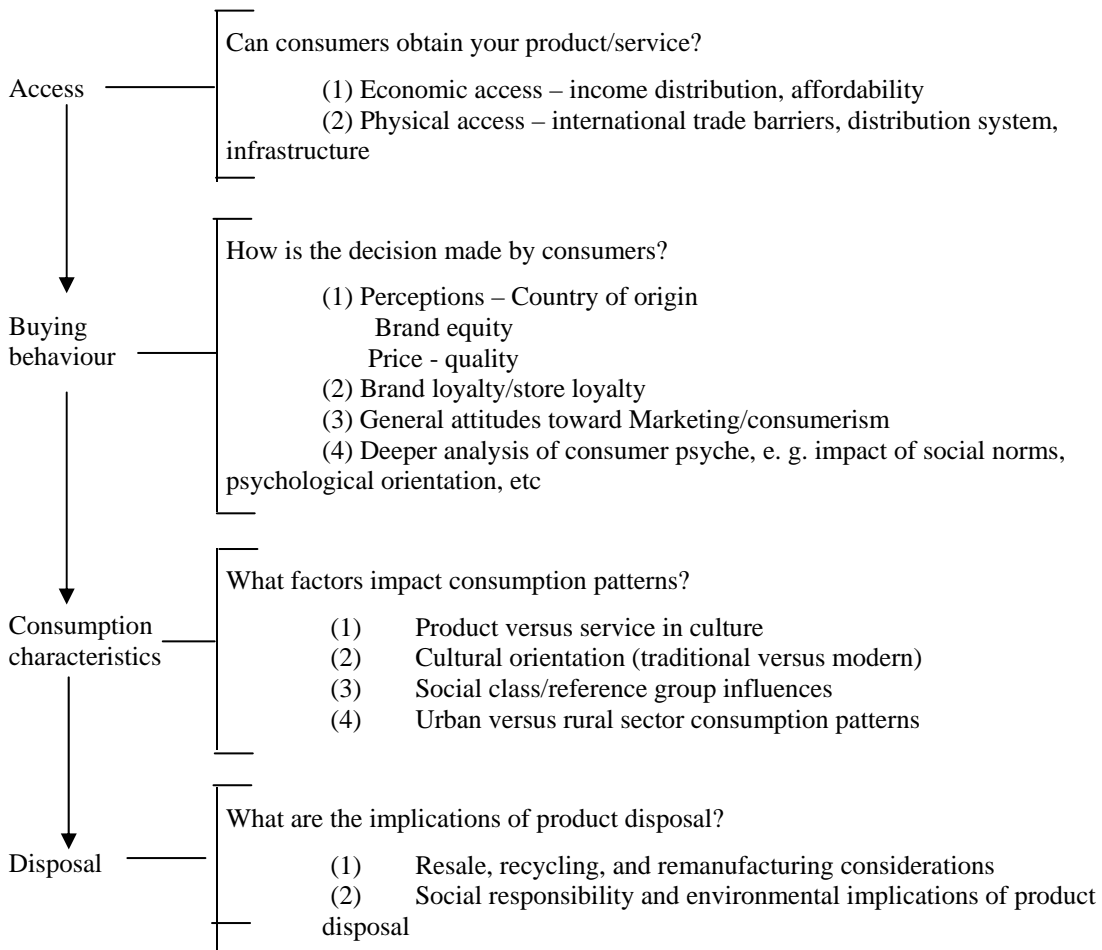 Can consumers obtain your product/service?
Access
(1) Economic access – income distribution, affordability
(2) Physical access – international trade barriers, distribution system,
infrastructure
How is the decision made by consumers?
(1) Perceptions – Country of origin
Brand equity
Buying
behaviour
Price - quality
(2) Brand loyalty/store loyalty
(3) General attitudes toward Marketing/consumerism
(4) Deeper analysis of consumer psyche, e. g. impact of social norms,
psychological orientation, etc
What factors impact consumption patterns?
Consumption
characteristics
(1) Product versus service in culture
(2) Cultural orientation (traditional versus modern)
(3) Social class/reference group influences
(4) Urban versus rural sector consumption patterns
What are the implications of product disposal?
Disposal
(1) Resale, recycling, and remanufacturing considerations
(2) Social responsibility and environmental implications of product
disposal